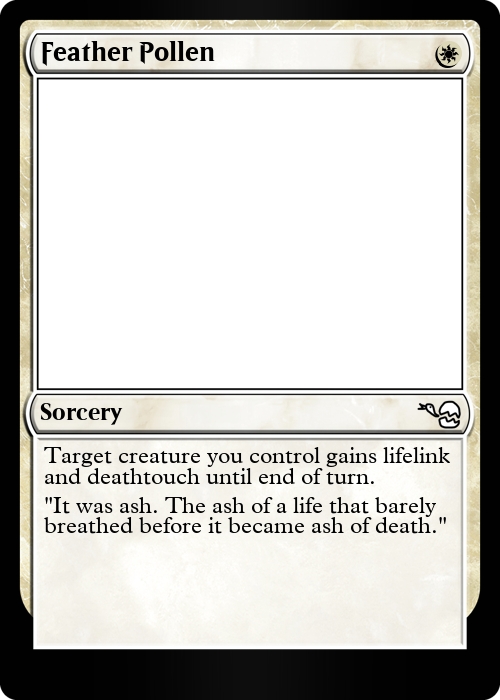 Feather Pollen
Sorcery
Target creature you control gains lifelink
and deathtouch until end of turn.
"It was ash. The ash of a life that barely
breathed before it became ash of death."